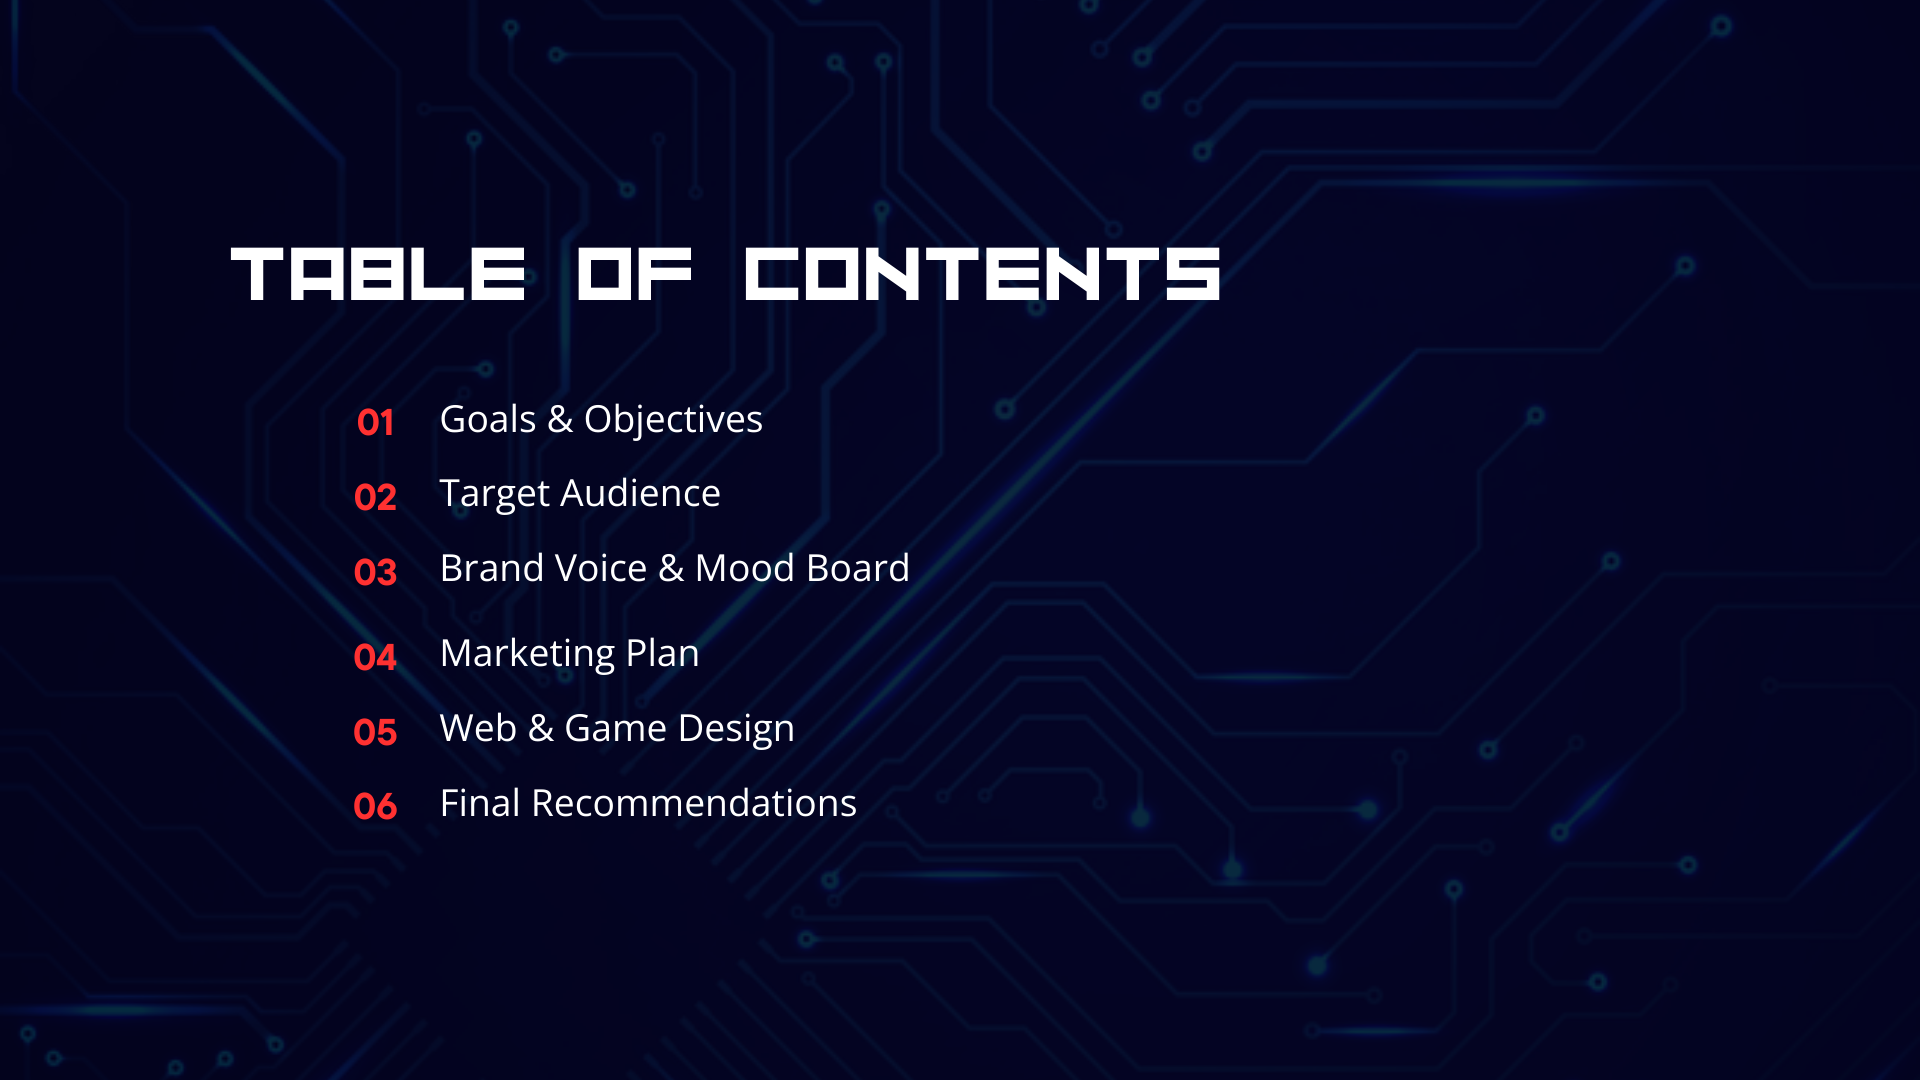 TABLE OF CONTENTS
01 Goals & Objectives
02 Target Audience
03 Brand Voice & Mood Board
04 Marketing Plan
05 Web & Game Design
06 Final Recommendations